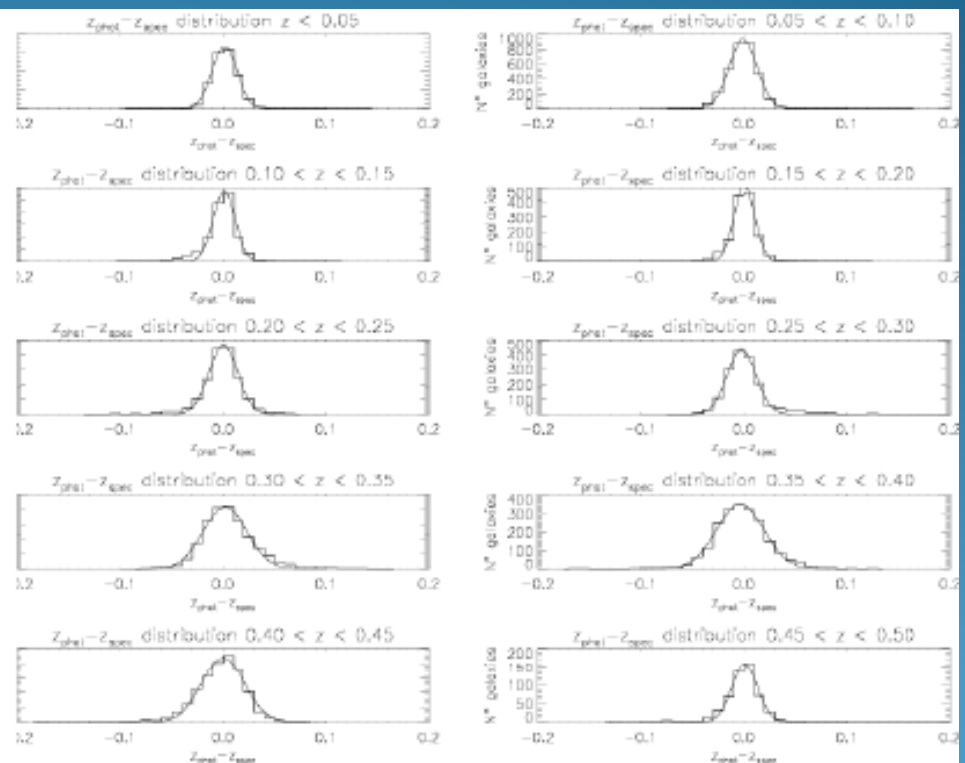 z_phot-z_spec distribution z < 0.05
0.2 -0.1 0.0 0.1 0.2
z_phot-z_spec
z_phot-z_spec distribution 0.05 < z < 0.10
N° galaxies
1000
800
600
400
200
0
-0.2 -0.1 0.0 0.1 0.2
z_phot-z_spec
z_phot-z_spec distribution 0.10 < z < 0.15
0.2 -0.1 0.0 0.1 0.2
z_phot-z_spec
z_phot-z_spec distribution 0.15 < z < 0.20
N° galaxies
500
400
300
200
100
0
-0.2 -0.1 0.0 0.1 0.2
z_phot-z_spec
z_phot-z_spec distribution 0.20 < z < 0.25
0.2 -0.1 0.0 0.1 0.2
z_phot-z_spec
z_phot-z_spec distribution 0.25 < z < 0.30
N° galaxies
500
400
300
200
100
0
-0.2 -0.1 0.0 0.1 0.2
z_phot-z_spec
z_phot-z_spec distribution 0.30 < z < 0.35
0.2 -0.1 0.0 0.1 0.2
z_phot-z_spec
z_phot-z_spec distribution 0.35 < z < 0.40
N° galaxies
400
300
200
100
0
-0.2 -0.1 0.0 0.1 0.2
z_phot-z_spec
z_phot-z_spec distribution 0.40 < z < 0.45
0.2 -0.1 0.0 0.1 0.2
z_phot-z_spec
z_phot-z_spec distribution 0.45 < z < 0.50
N° galaxies
200
150
100
50
0
-0.2 -0.1 0.0 0.1 0.2
z_phot-z_spec